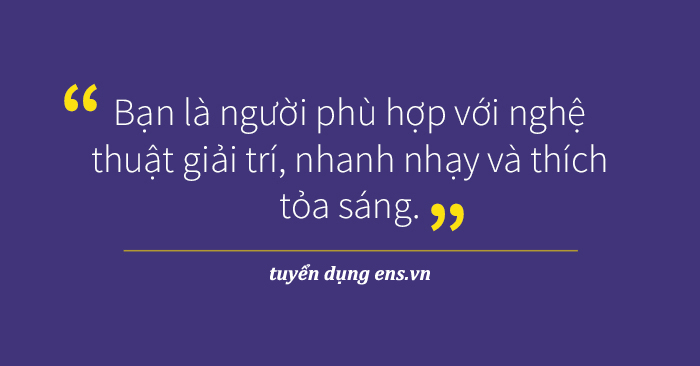 “ Bạn là người phù hợp với nghệ
thuật giải trí, nhanh nhạy và thích
tỏa sáng. ”
tuyển dụng ens.vn